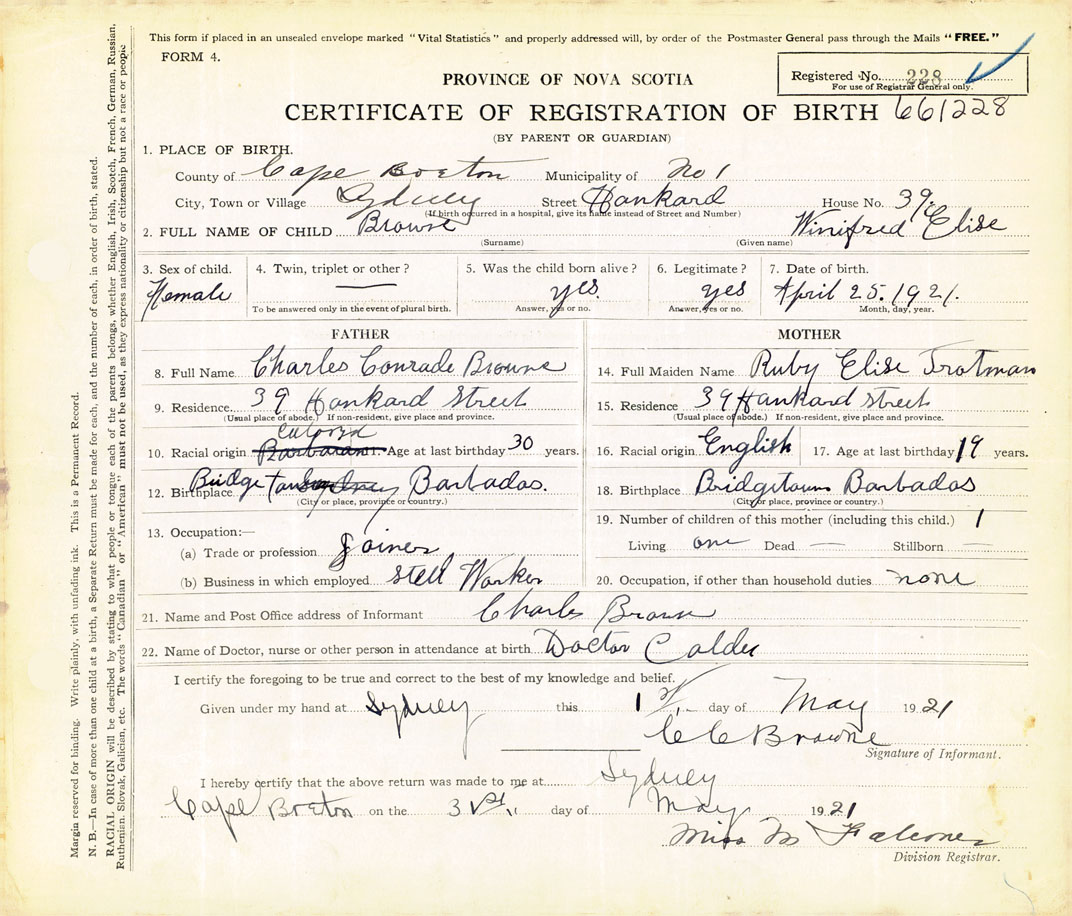 This form if placed in an unsealed envelope marked "Vital Statistics" and properly addressed will, by order of the Postmaster General pass through the Mails "FREE."
FORM 4.
Registered No. 228
For use of Registrar General only.
PROVINCE OF NOVA SCOTIA
CERTIFICATE OF REGISTRATION OF BIRTH 661228
(BY PARENT OR GUARDIAN)
1. PLACE OF BIRTH.
County of Cape Breton Municipality of No 1
City, Town or Village Sydney Street Hankard House No. 39
(If birth occurred in a hospital, give its name instead of Street and Number)
2. FULL NAME OF CHILD Browne Winifred Elise
(Surname) (Given name)
3. Sex of child. Female
4. Twin, triplet or other? —
To be answered only in the event of plural birth.
5. Was the child born alive? yes.
Answer, yes or no.
6. Legitimate? yes
Answer, yes or no.
7. Date of birth. April 25. 1921.
Month, day, year.
FATHER
8. Full Name Charles Conrade Browne
9. Residence 39 Hankard Street
(Usual place of abode.) If non-resident, give place and province.
10. Racial origin Colored Age at last birthday 30 years.
12. Birthplace Bridgetown Barbados.
(City or place, province or country.)
13. Occupation:—
(a) Trade or profession Joiner
(b) Business in which employed Stell Worker
MOTHER
14. Full Maiden Name Ruby Elise Trotman
15. Residence 39 Hankard street
(Usual place of abode.) If non-resident, give place and province.
16. Racial origin English 17. Age at last birthday 19 years.
18. Birthplace Bridgetown Barbados
(City or place, province or country.)
19. Number of children of this mother (including this child.) 1
Living one Dead — Stillborn —
20. Occupation, if other than household duties none
21. Name and Post Office address of Informant Charles Brown
22. Name of Doctor, nurse or other person in attendance at birth Doctor Calder
I certify the foregoing to be true and correct to the best of my knowledge and belief.
Given under my hand at Sydney this 1 day of May 1921
C C Browne
Signature of Informant.
I hereby certify that the above return was made to me at Sydney
Cape Breton on the 3 day of May 1921
Miss M Falconer
Division Registrar.
Margin reserved for binding. Write plainly, with unfading ink. This is a Permanent Record.
N. B.—In case of more than one child at a birth, a Separate Return must be made for each, and the number of each, in order of birth, stated.
RACIAL ORIGIN will be described by stating to what people or tongue each of the parents belongs, whether English, Irish, Scotch, French, German, Russian,
Ruthenian, Slovak, Galician, etc. The words "Canadian" or "American" must not be used, as they express nationality or citizenship but not a race or people